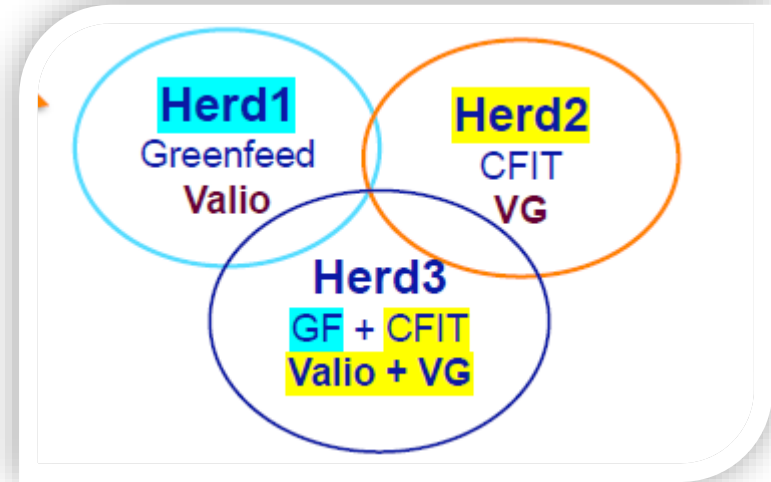 Herd1
Greenfeed
Valio
Herd2
CFIT
VG
Herd3
GF + CFIT
Valio + VG